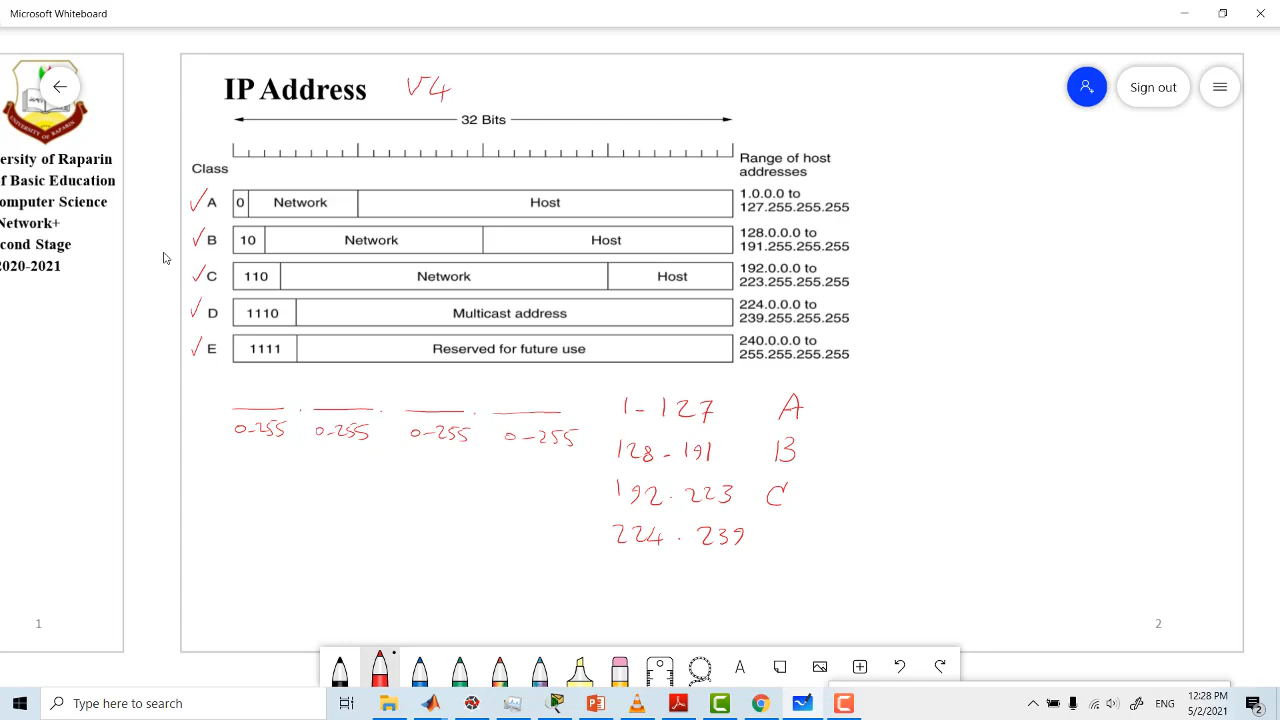 Microsoft Whiteboard
Sign out
ersity of Raparin
f Basic Education
omputer Science
Network+
cond Stage
2020-2021
1
IP Address V4
32 Bits
Class
Range of host
addresses
A 0 Network Host 1.0.0.0 to
127.255.255.255
B 10 Network Host 128.0.0.0 to
191.255.255.255
C 110 Network Host 192.0.0.0 to
223.255.255.255
D 1110 Multicast address 224.0.0.0 to
239.255.255.255
E 1111 Reserved for future use 240.0.0.0 to
255.255.255.255
0-255 . 0-255 . 0-255 . 0-255
1-127 A
128-191 B
192-223 C
224-239
2
Type here to search
ENG
12:28 PM
5/2/2021
2